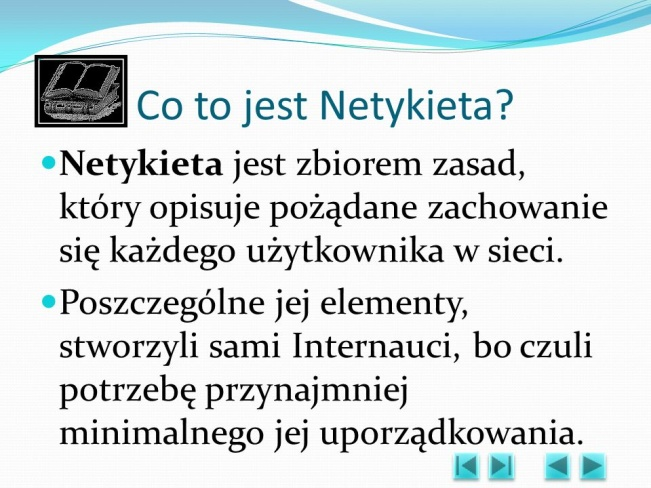 Co to jest Netykieta?
Netykieta jest zbiorem zasad,
który opisuje pożądane zachowanie
się każdego użytkownika w sieci.
Poszczególne jej elementy,
stworzyli sami Internauci, bo czuli
potrzebę przynajmniej
minimalnego jej uporządkowania.